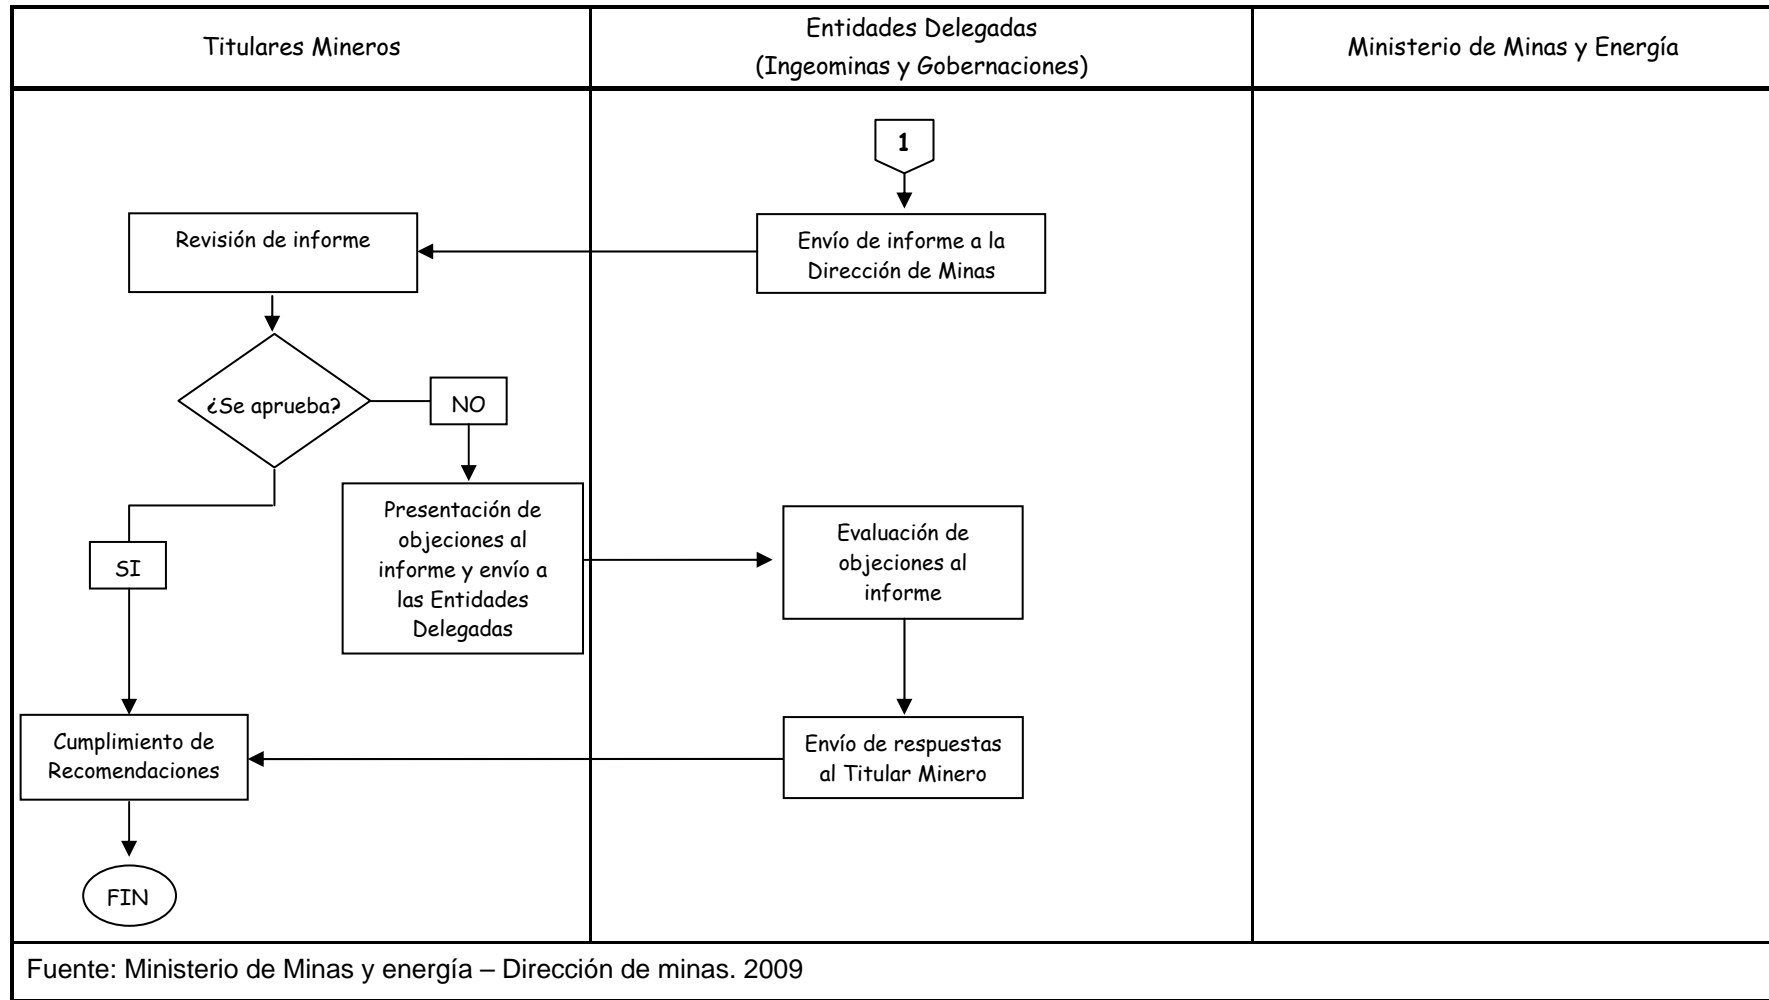 Titulares Mineros
Entidades Delegadas
(Ingeominas y Gobernaciones)
Ministerio de Minas y Energía
1
Revisión de informe
Envío de informe a la
Dirección de Minas
¿Se aprueba?
NO
Presentación de
objeciones al
informe y envío a
las Entidades
Delegadas
Evaluación de
objeciones al
informe
SI
Cumplimiento de
Recomendaciones
Envío de respuestas
al Titular Minero
FIN
Fuente: Ministerio de Minas y energía – Dirección de minas. 2009